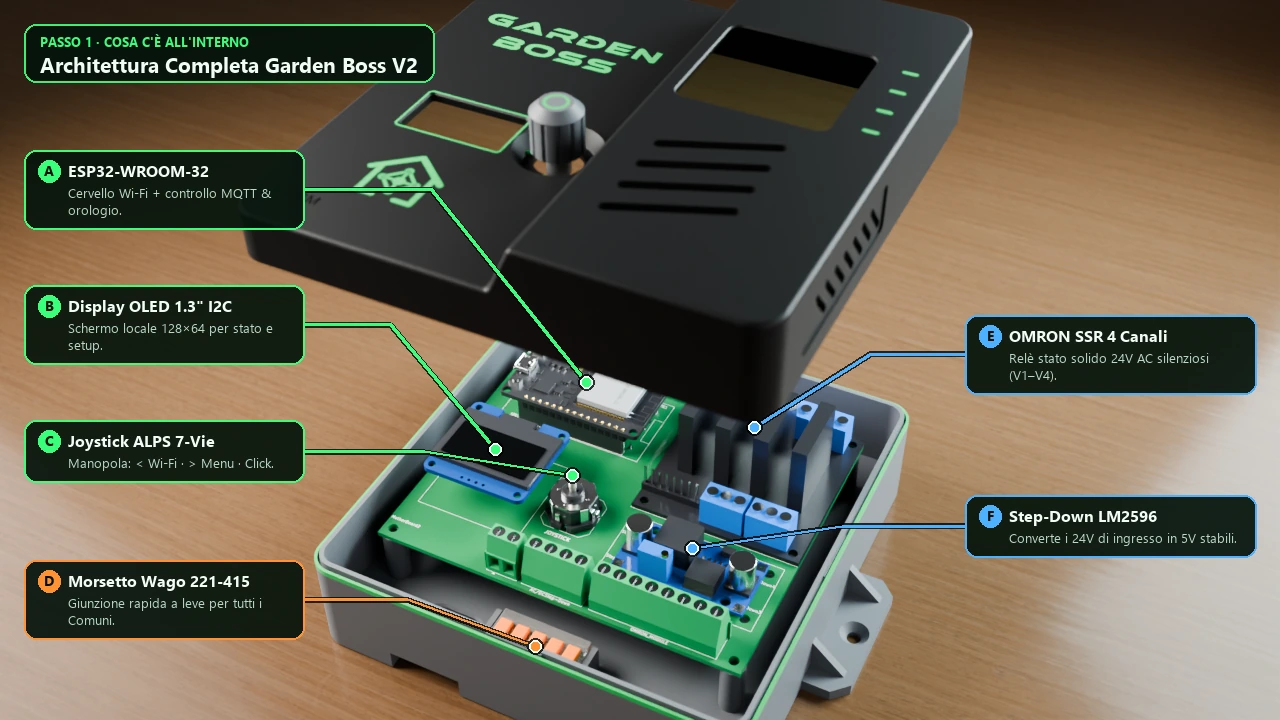 PASSO 1 · COSA C'È ALL'INTERNO
Architettura Completa Garden Boss V2
GARDEN
BOSS
A
ESP32-WROOM-32
Cervello Wi-Fi + controllo MQTT &
orologio.
B
Display OLED 1.3" I2C
Schermo locale 128×64 per stato e
setup.
C
Joystick ALPS 7-Vie
Manopola: < Wi-Fi · > Menu · Click.
D
Morsetto Wago 221-415
Giunzione rapida a leve per tutti i
Comuni.
E
OMRON SSR 4 Canali
Relè stato solido 24V AC silenziosi
(V1–V4).
F
Step-Down LM2596
Converte i 24V di ingresso in 5V stabili.
JOYSTICK